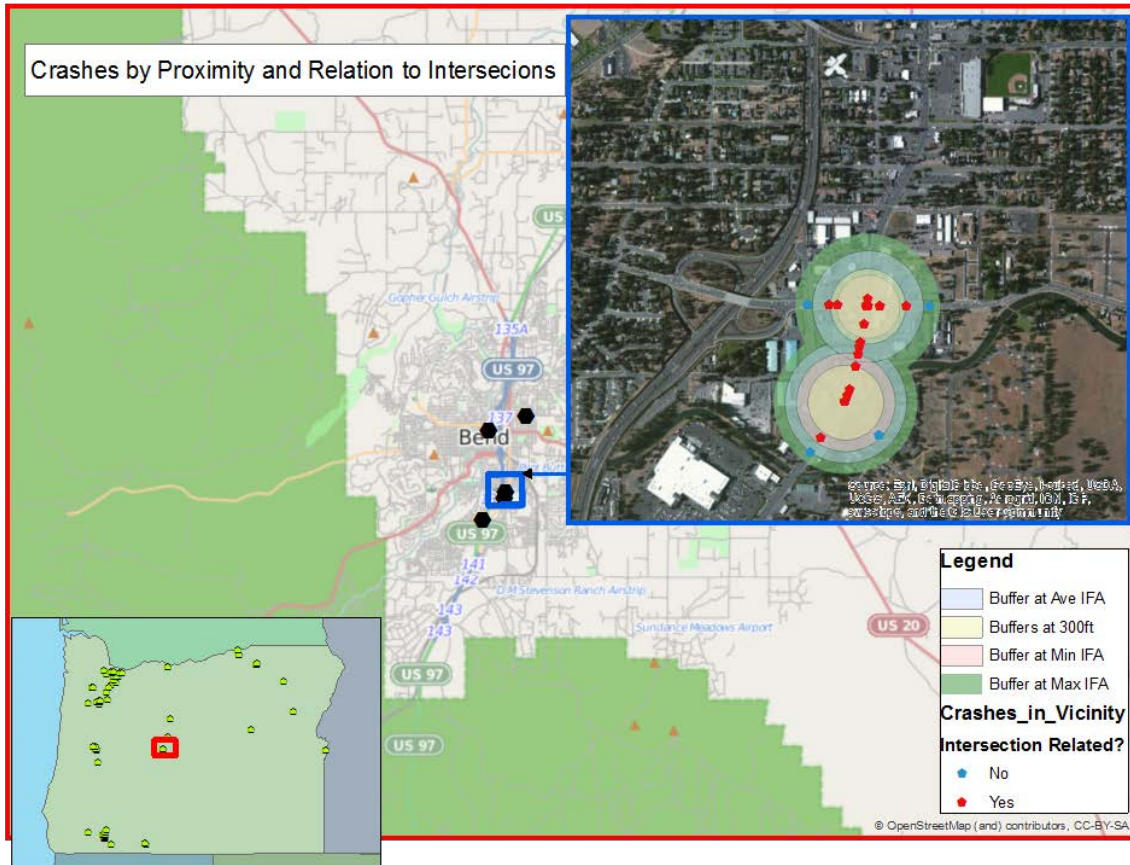 Crashes by Proximity and Relation to Intersecions
Gopher Gulch Airstrip
135A
US 97
137
Bend
US 97
141
142
143
143
D M Stevenson Ranch Airstrip
Sundance Meadows Airport
US 20
US 97
US 97
Legend
Buffer at Ave IFA
Buffers at 300ft
Buffer at Min IFA
Buffer at Max IFA
Crashes_in_Vicinity
Intersection Related?
No
Yes
© OpenStreetMap (and) contributors, CC-BY-SA